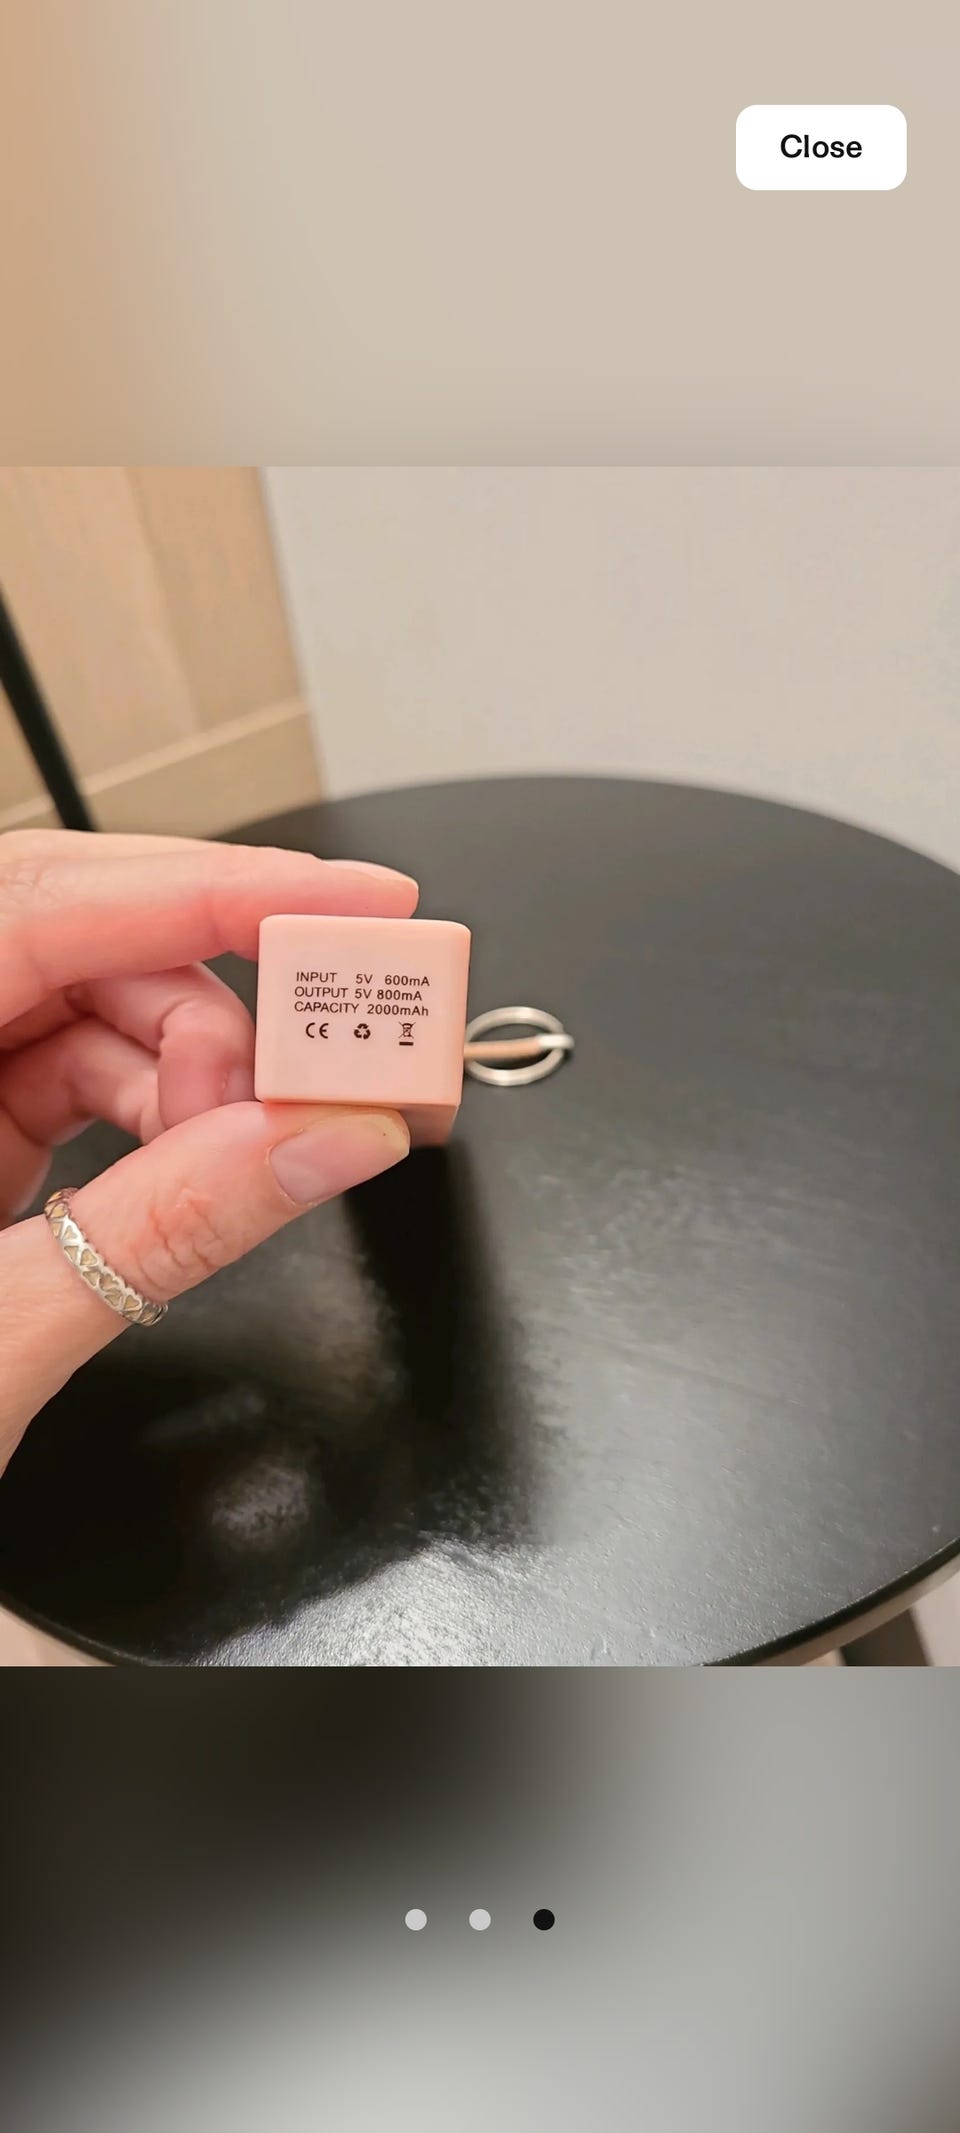 Close
INPUT 5V 600mA
OUTPUT 5V 800mA
CAPACITY 2000mAh
CE